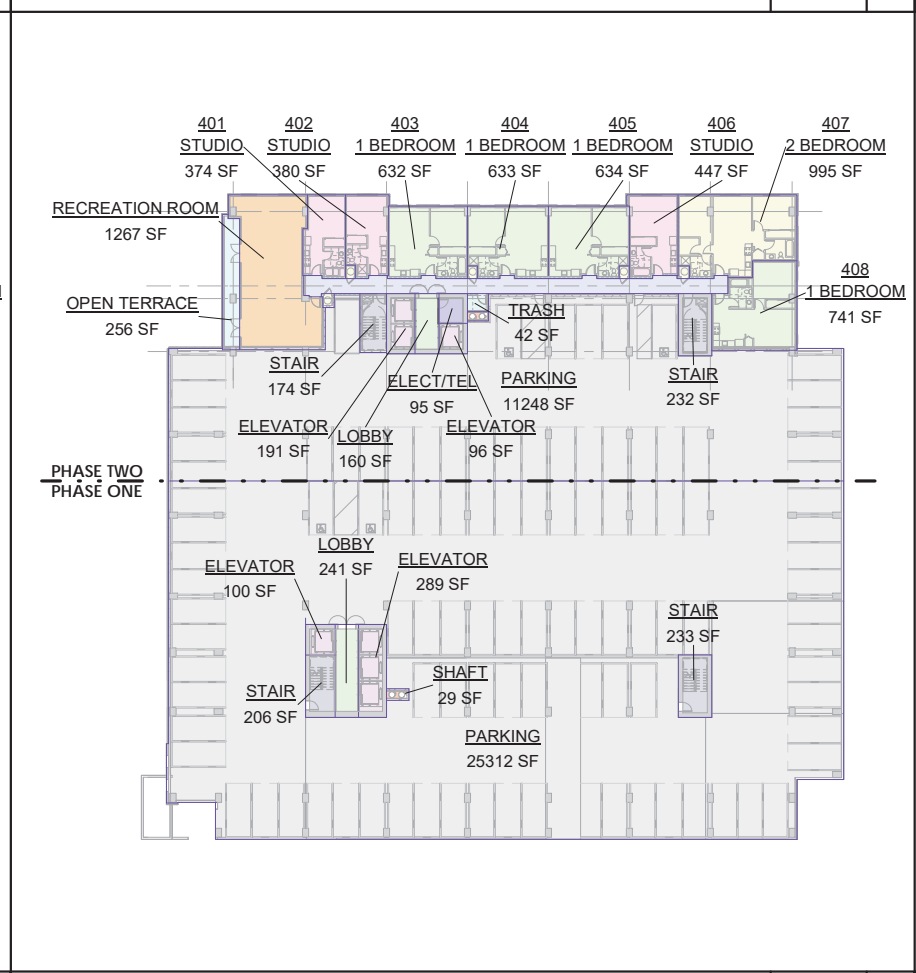 401
STUDIO
374 SF
402
STUDIO
380 SF
403
1 BEDROOM
632 SF
404
1 BEDROOM
633 SF
405
1 BEDROOM
634 SF
406
STUDIO
447 SF
407
2 BEDROOM
995 SF
RECREATION ROOM
1267 SF
408
1 BEDROOM
741 SF
OPEN TERRACE
256 SF
TRASH
42 SF
STAIR
174 SF
ELECT/TEL
95 SF
PARKING
11248 SF
STAIR
232 SF
ELEVATOR
191 SF
LOBBY
160 SF
ELEVATOR
96 SF
PHASE TWO
PHASE ONE
LOBBY
241 SF
ELEVATOR
100 SF
ELEVATOR
289 SF
STAIR
233 SF
SHAFT
29 SF
STAIR
206 SF
PARKING
25312 SF